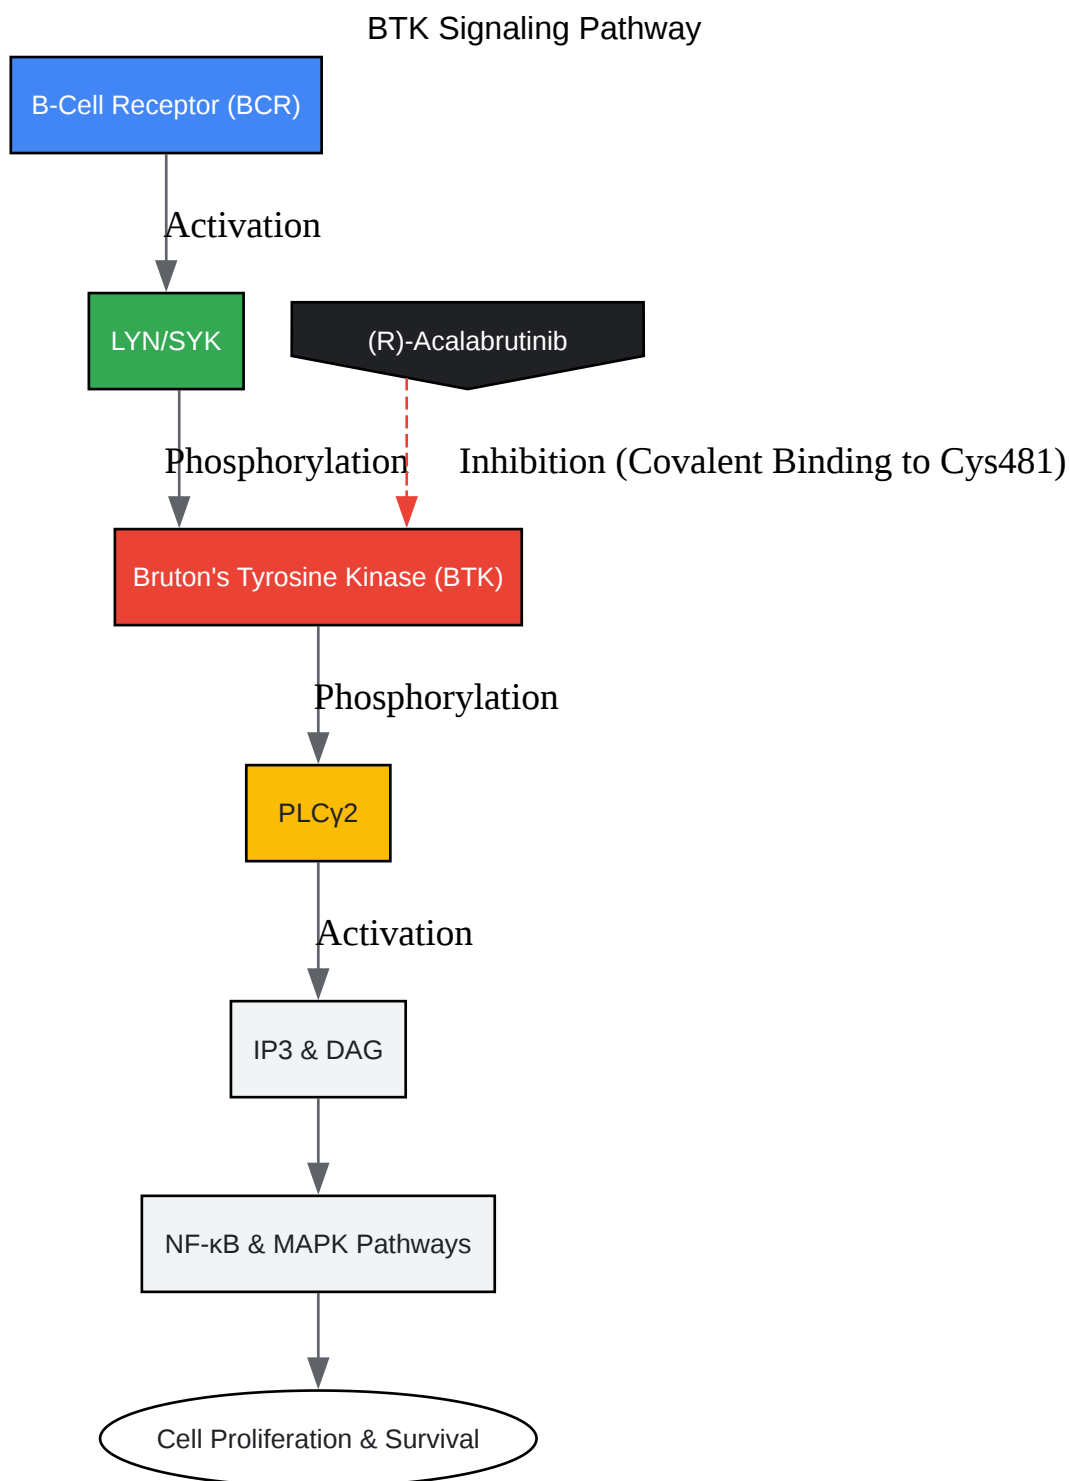 BTK Signaling Pathway
B-Cell Receptor (BCR)
Activation
LYN/SYK
(R)-Acalabrutinib
Phosphorylation
Inhibition (Covalent Binding to Cys481)
Bruton's Tyrosine Kinase (BTK)
Phosphorylation
PLCγ2
Activation
IP3 & DAG
NF-κB & MAPK Pathways
Cell Proliferation & Survival